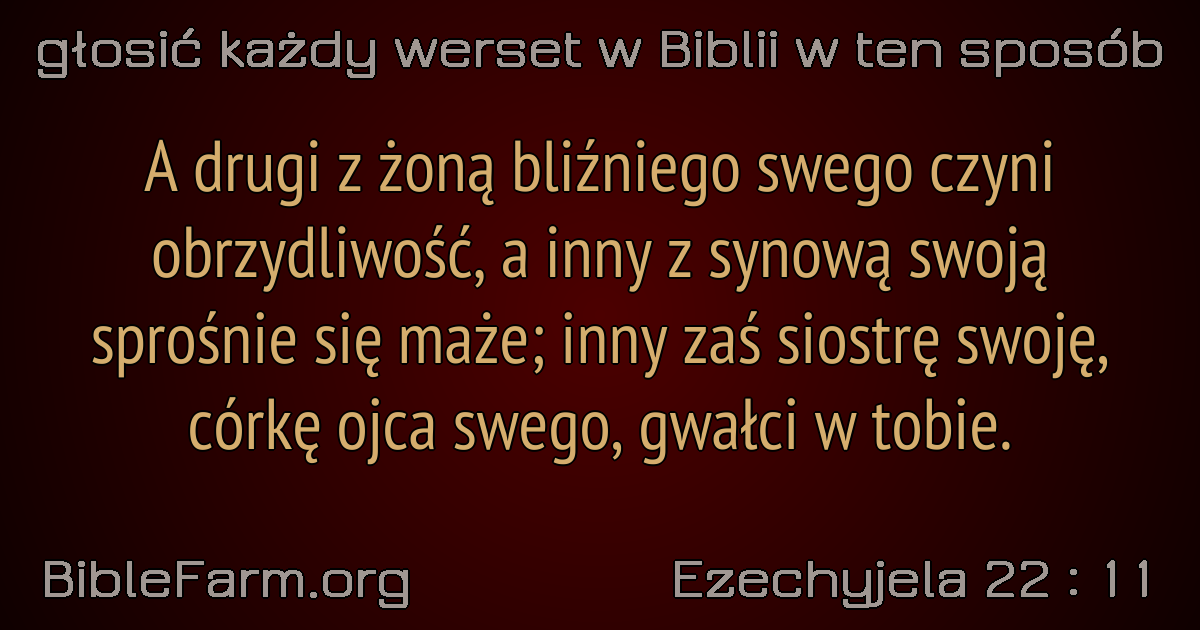 głosić każdy werset w Biblii w ten sposób
A drugi z żoną bliźniego swego czyni
obrzydliwość, a inny z synową swoją
sprośnie się maże; inny zaś siostrę swoję,
córkę ojca swego, gwałci w tobie.
BibleFarm.org
Ezechyjela 22 : 11